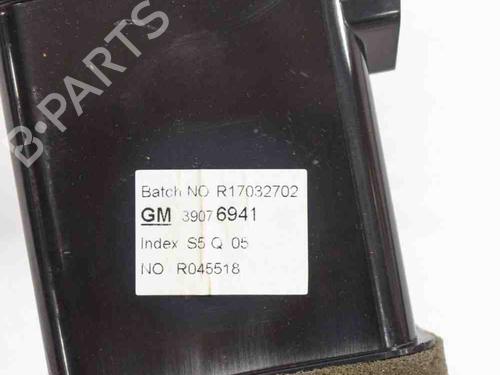 Batch NO R17032702
GM 39076941
Index S5 Q 05
NO R045518
B-PARTS